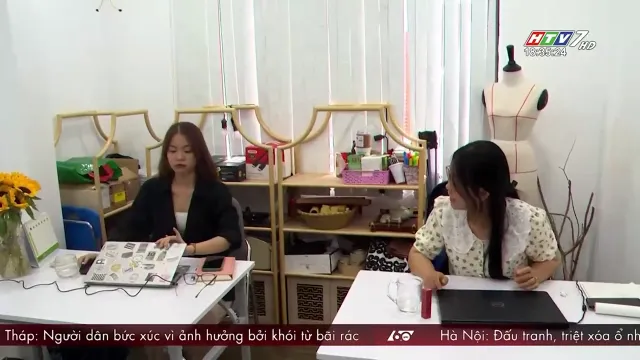 HTV7 HD
18:35:24
Tháp: Người dân bức xúc vì ảnh hưởng bởi khói từ bãi rác
Hà Nội: Đấu tranh, triệt xóa ổ nh